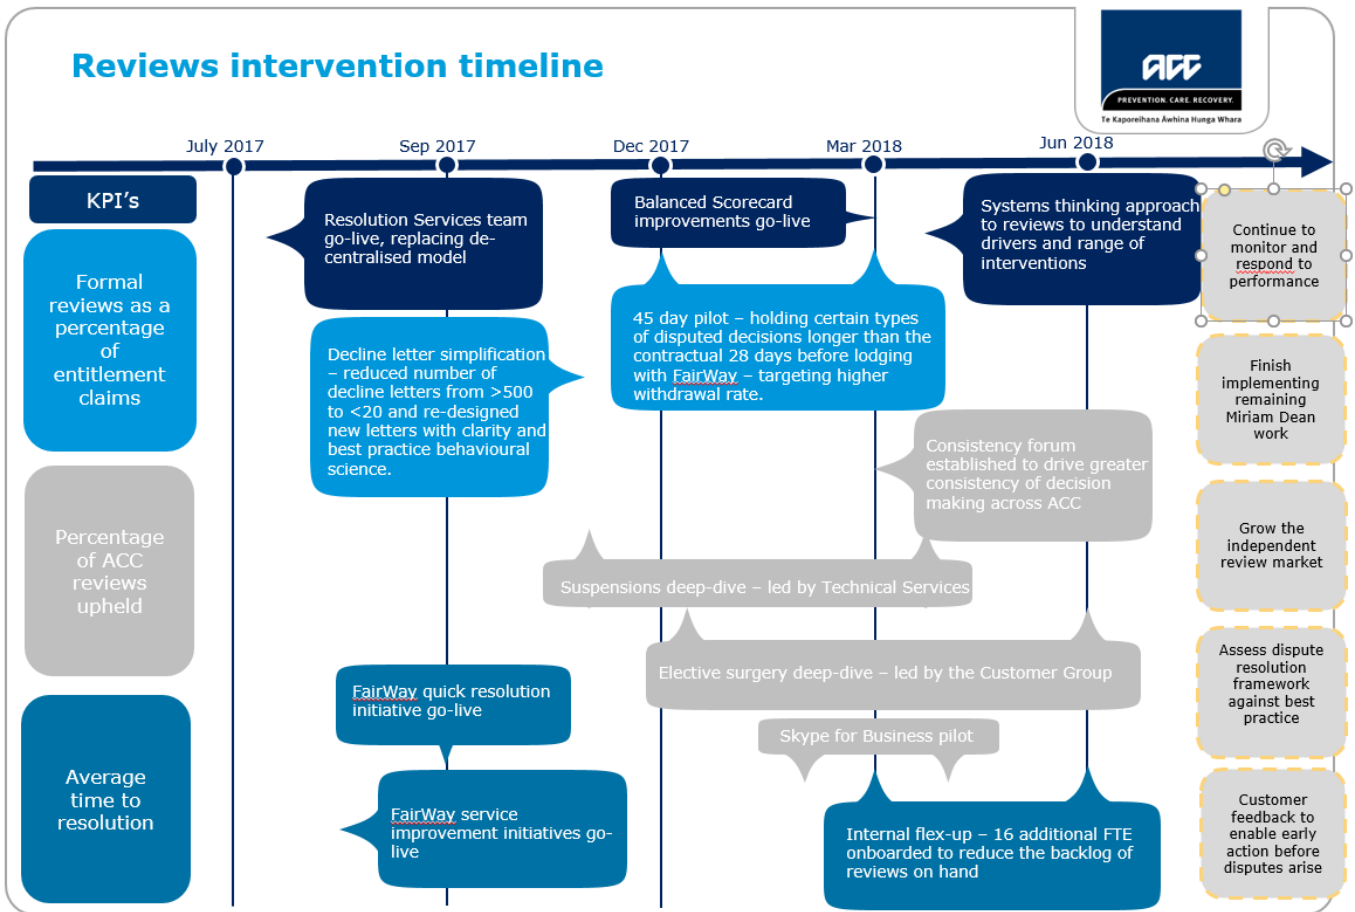 Reviews intervention timeline
ACC
PREVENTION. CARE. RECOVERY.
Te Kaporeihana Āwhina Hunga Whara
July 2017
Sep 2017
Dec 2017
Mar 2018
Jun 2018
KPI's
Formal
reviews as a
percentage
of
entitlement
claims
Percentage
of ACC
reviews
upheld
Average
time to
resolution
Resolution Services team
go-live, replacing de-
centralised model
Decline letter simplification
– reduced number of
decline letters from >500
to <20 and re-designed
new letters with clarity and
best practice behavioural
science.
FairWay quick resolution
initiative go-live
FairWay service
improvement initiatives go-
live
Balanced Scorecard
improvements go-live
45 day pilot – holding certain types
of disputed decisions longer than the
contractual 28 days before lodging
with FairWay – targeting higher
withdrawal rate.
Systems thinking approach
to reviews to understand
drivers and range of
interventions
Consistency forum
established to drive greater
consistency of decision
making across ACC
Suspensions deep-dive – led by Technical Services
Elective surgery deep-dive – led by the Customer Group
Skype for Business pilot
Internal flex-up – 16 additional FTE
onboarded to reduce the backlog of
reviews on hand
Continue to
monitor and
respond to
performance
Finish
implementing
remaining
Miriam Dean
work
Grow the
independent
review market
Assess dispute
resolution
framework
against best
practice
Customer
feedback to
enable early
action before
disputes arise